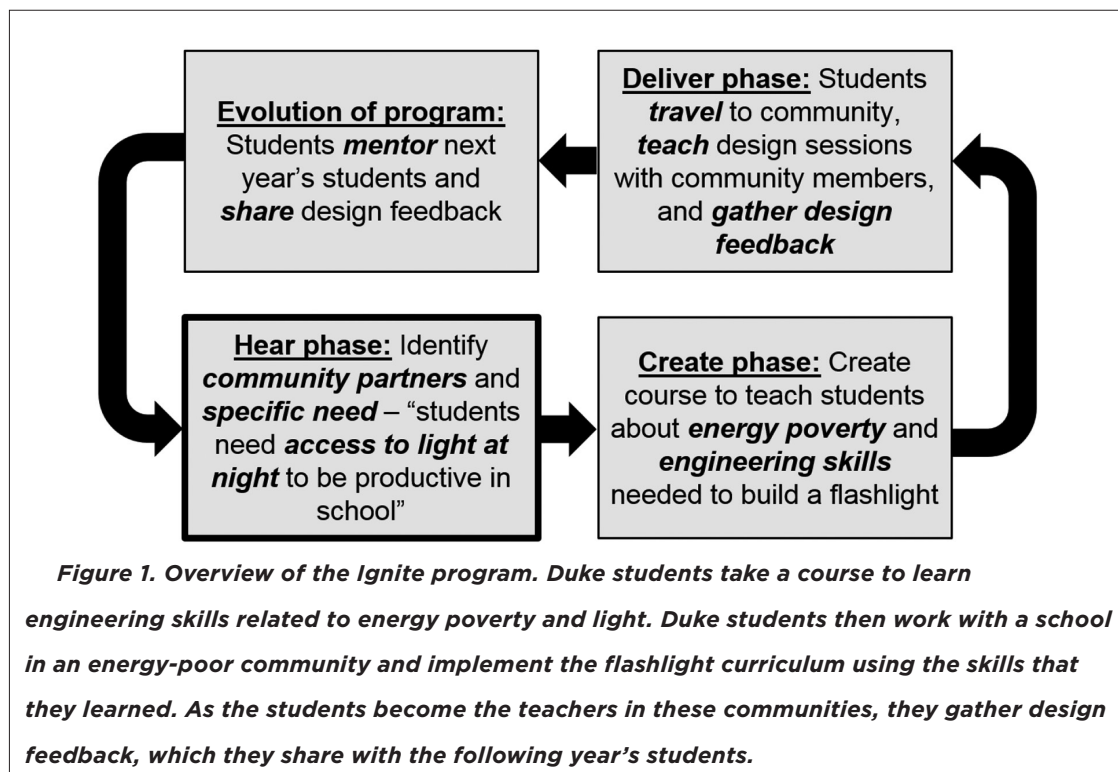 Evolution of program:
Students mentor next
year's students and
share design feedback
Deliver phase: Students
travel to community,
teach design sessions
with community members,
and gather design
feedback
Hear phase: Identify
community partners and
specific need – “students
need access to light at
night to be productive in
school”
Create phase: Create
course to teach students
about energy poverty and
engineering skills
needed to build a flashlight
Figure 1. Overview of the Ignite program. Duke students take a course to learn
engineering skills related to energy poverty and light. Duke students then work with a school
in an energy-poor community and implement the flashlight curriculum using the skills that
they learned. As the students become the teachers in these communities, they gather design
feedback, which they share with the following year's students.